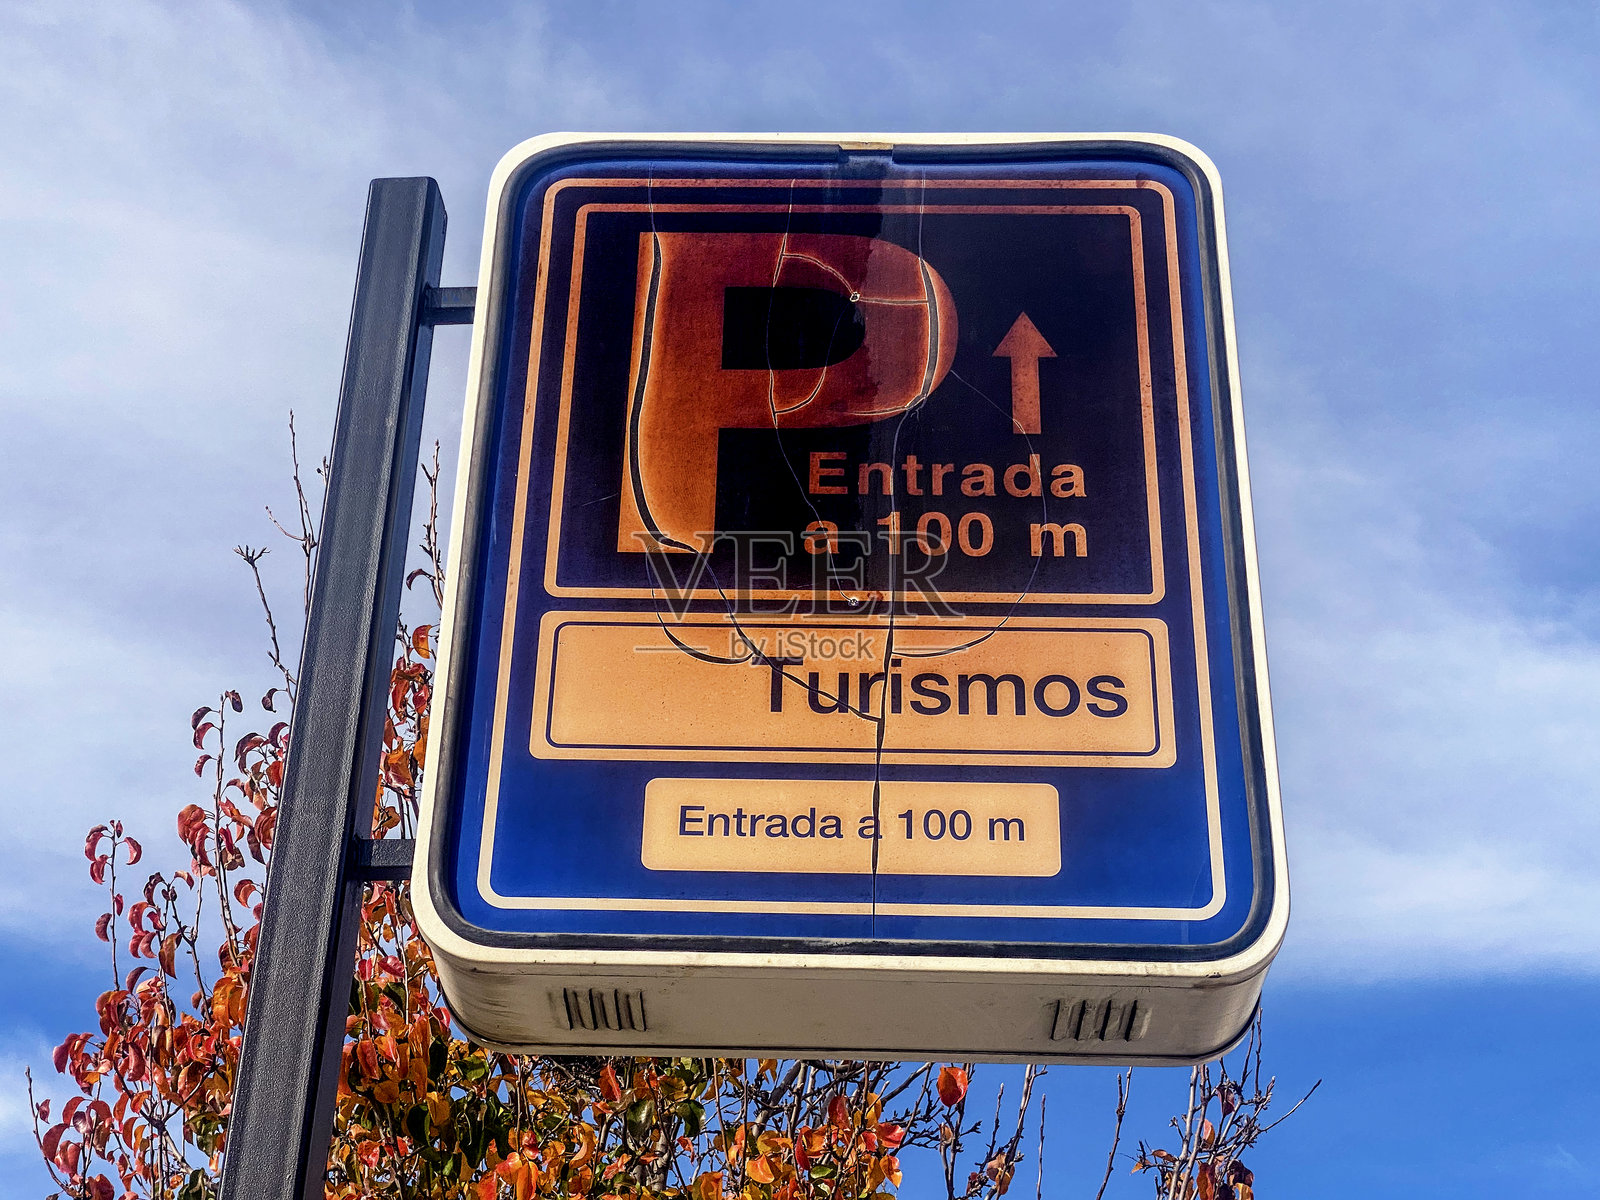 P
Entrada
a 100 m
VEER
by iStock
Turismos
Entrada a 100 m